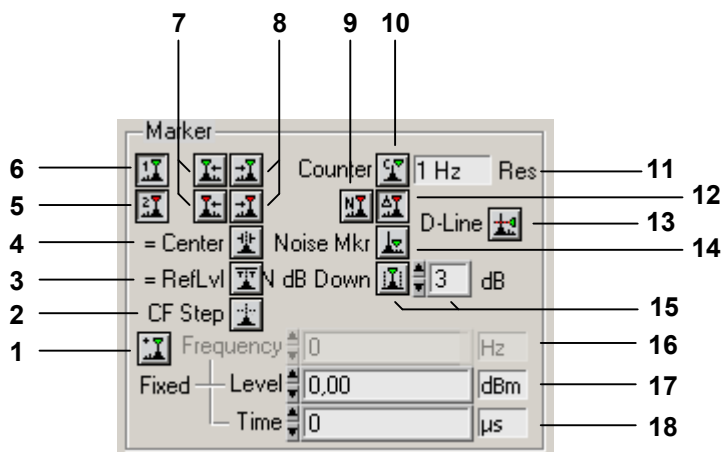 7 8 9 10
Marker
6 1 Counter C 1 Hz Res 11
5 2 N Δ 12
D-Line 13
4 = Center Noise Mkr 14
3 = RefLvl N dB Down 3 dB 15
2 CF Step
1 Frequency 0 Hz 16
Fixed Level 0,00 dBm 17
Time 0 µs 18